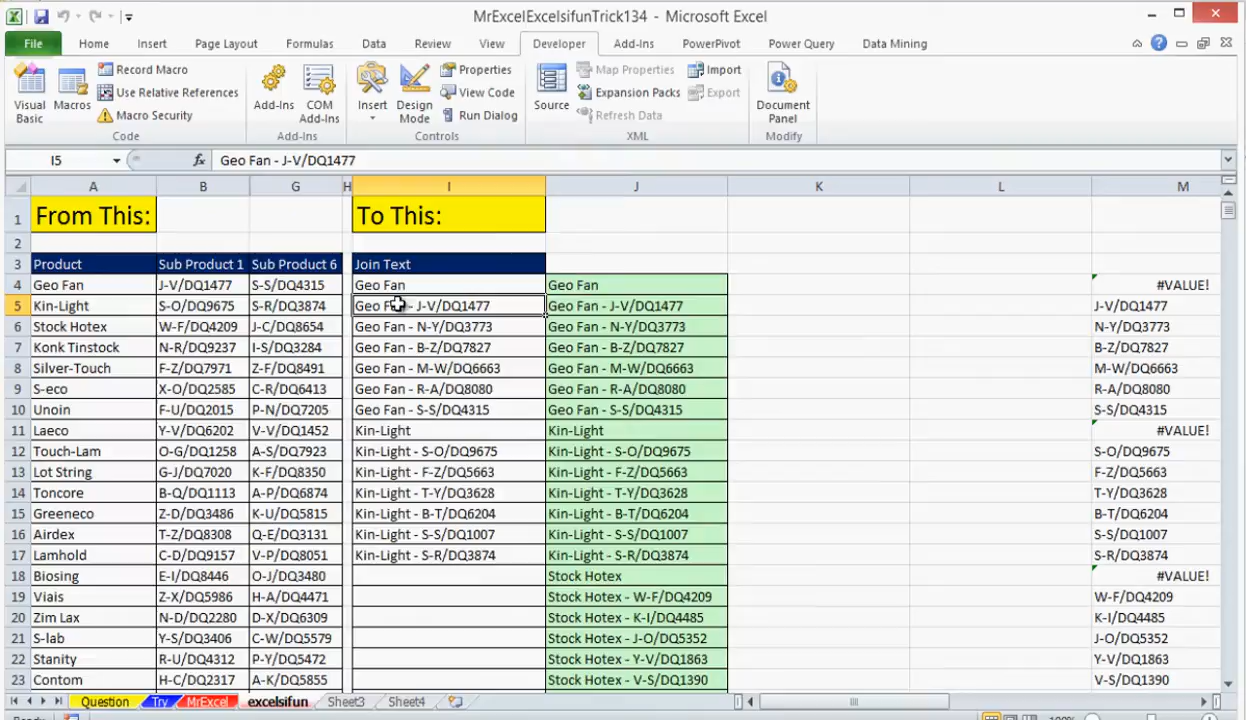 MrExcelExcelsifunTrick134 - Microsoft Excel
File Home Insert Page Layout Formulas Data Review View Developer Add-Ins PowerPivot Power Query Data Mining
Visual Basic
Macros
Record Macro
Use Relative References
Macro Security
Code
Add-Ins
COM Add-Ins
Add-Ins
Insert
Design Mode
Properties
View Code
Run Dialog
Controls
Source
Map Properties
Expansion Packs
Refresh Data
Import
Export
XML
Document Panel
Modify
I5 fx Geo Fan - J-V/DQ1477
A B G H I J K L M
1 From This: To This:
2
3 Product Sub Product 1 Sub Product 6 Join Text
4 Geo Fan J-V/DQ1477 S-S/DQ4315 Geo Fan Geo Fan #VALUE!
5 Kin-Light S-O/DQ9675 S-R/DQ3874 Geo Fan - J-V/DQ1477 Geo Fan - J-V/DQ1477 J-V/DQ1477
6 Stock Hotex W-F/DQ4209 J-C/DQ8654 Geo Fan - N-Y/DQ3773 Geo Fan - N-Y/DQ3773 N-Y/DQ3773
7 Konk Tinstock N-R/DQ9237 I-S/DQ3284 Geo Fan - B-Z/DQ7827 Geo Fan - B-Z/DQ7827 B-Z/DQ7827
8 Silver-Touch F-Z/DQ7971 Z-F/DQ8491 Geo Fan - M-W/DQ6663 Geo Fan - M-W/DQ6663 M-W/DQ6663
9 S-eco X-O/DQ2585 C-R/DQ6413 Geo Fan - R-A/DQ8080 Geo Fan - R-A/DQ8080 R-A/DQ8080
10 Unoin F-U/DQ2015 P-N/DQ7205 Geo Fan - S-S/DQ4315 Geo Fan - S-S/DQ4315 S-S/DQ4315
11 Laeco Y-V/DQ6202 V-V/DQ1452 Kin-Light Kin-Light #VALUE!
12 Touch-Lam O-G/DQ1258 A-S/DQ7923 Kin-Light - S-O/DQ9675 Kin-Light - S-O/DQ9675 S-O/DQ9675
13 Lot String G-J/DQ7020 K-F/DQ8350 Kin-Light - F-Z/DQ5663 Kin-Light - F-Z/DQ5663 F-Z/DQ5663
14 Toncore B-Q/DQ1113 A-P/DQ6874 Kin-Light - T-Y/DQ3628 Kin-Light - T-Y/DQ3628 T-Y/DQ3628
15 Greeneco Z-D/DQ3486 K-U/DQ5815 Kin-Light - B-T/DQ6204 Kin-Light - B-T/DQ6204 B-T/DQ6204
16 Airdex T-Z/DQ8308 Q-E/DQ3131 Kin-Light - S-S/DQ1007 Kin-Light - S-S/DQ1007 S-S/DQ1007
17 Lamhold C-D/DQ9157 V-P/DQ8051 Kin-Light - S-R/DQ3874 Kin-Light - S-R/DQ3874 S-R/DQ3874
18 Biosing E-I/DQ8446 O-J/DQ3480 Stock Hotex #VALUE!
19 Viais Z-X/DQ5986 H-A/DQ4471 Stock Hotex - W-F/DQ4209 W-F/DQ4209
20 Zim Lax N-D/DQ2280 D-X/DQ6309 Stock Hotex - K-I/DQ4485 K-I/DQ4485
21 S-lab Y-S/DQ3406 C-W/DQ5579 Stock Hotex - J-O/DQ5352 J-O/DQ5352
22 Stanity R-U/DQ4312 P-Y/DQ5472 Stock Hotex - Y-V/DQ1863 Y-V/DQ1863
23 Contom H-C/DQ2317 A-K/DQ5855 Stock Hotex - V-S/DQ1390 V-S/DQ1390
Question Try MrExcel excelsifun Sheet3 Sheet4